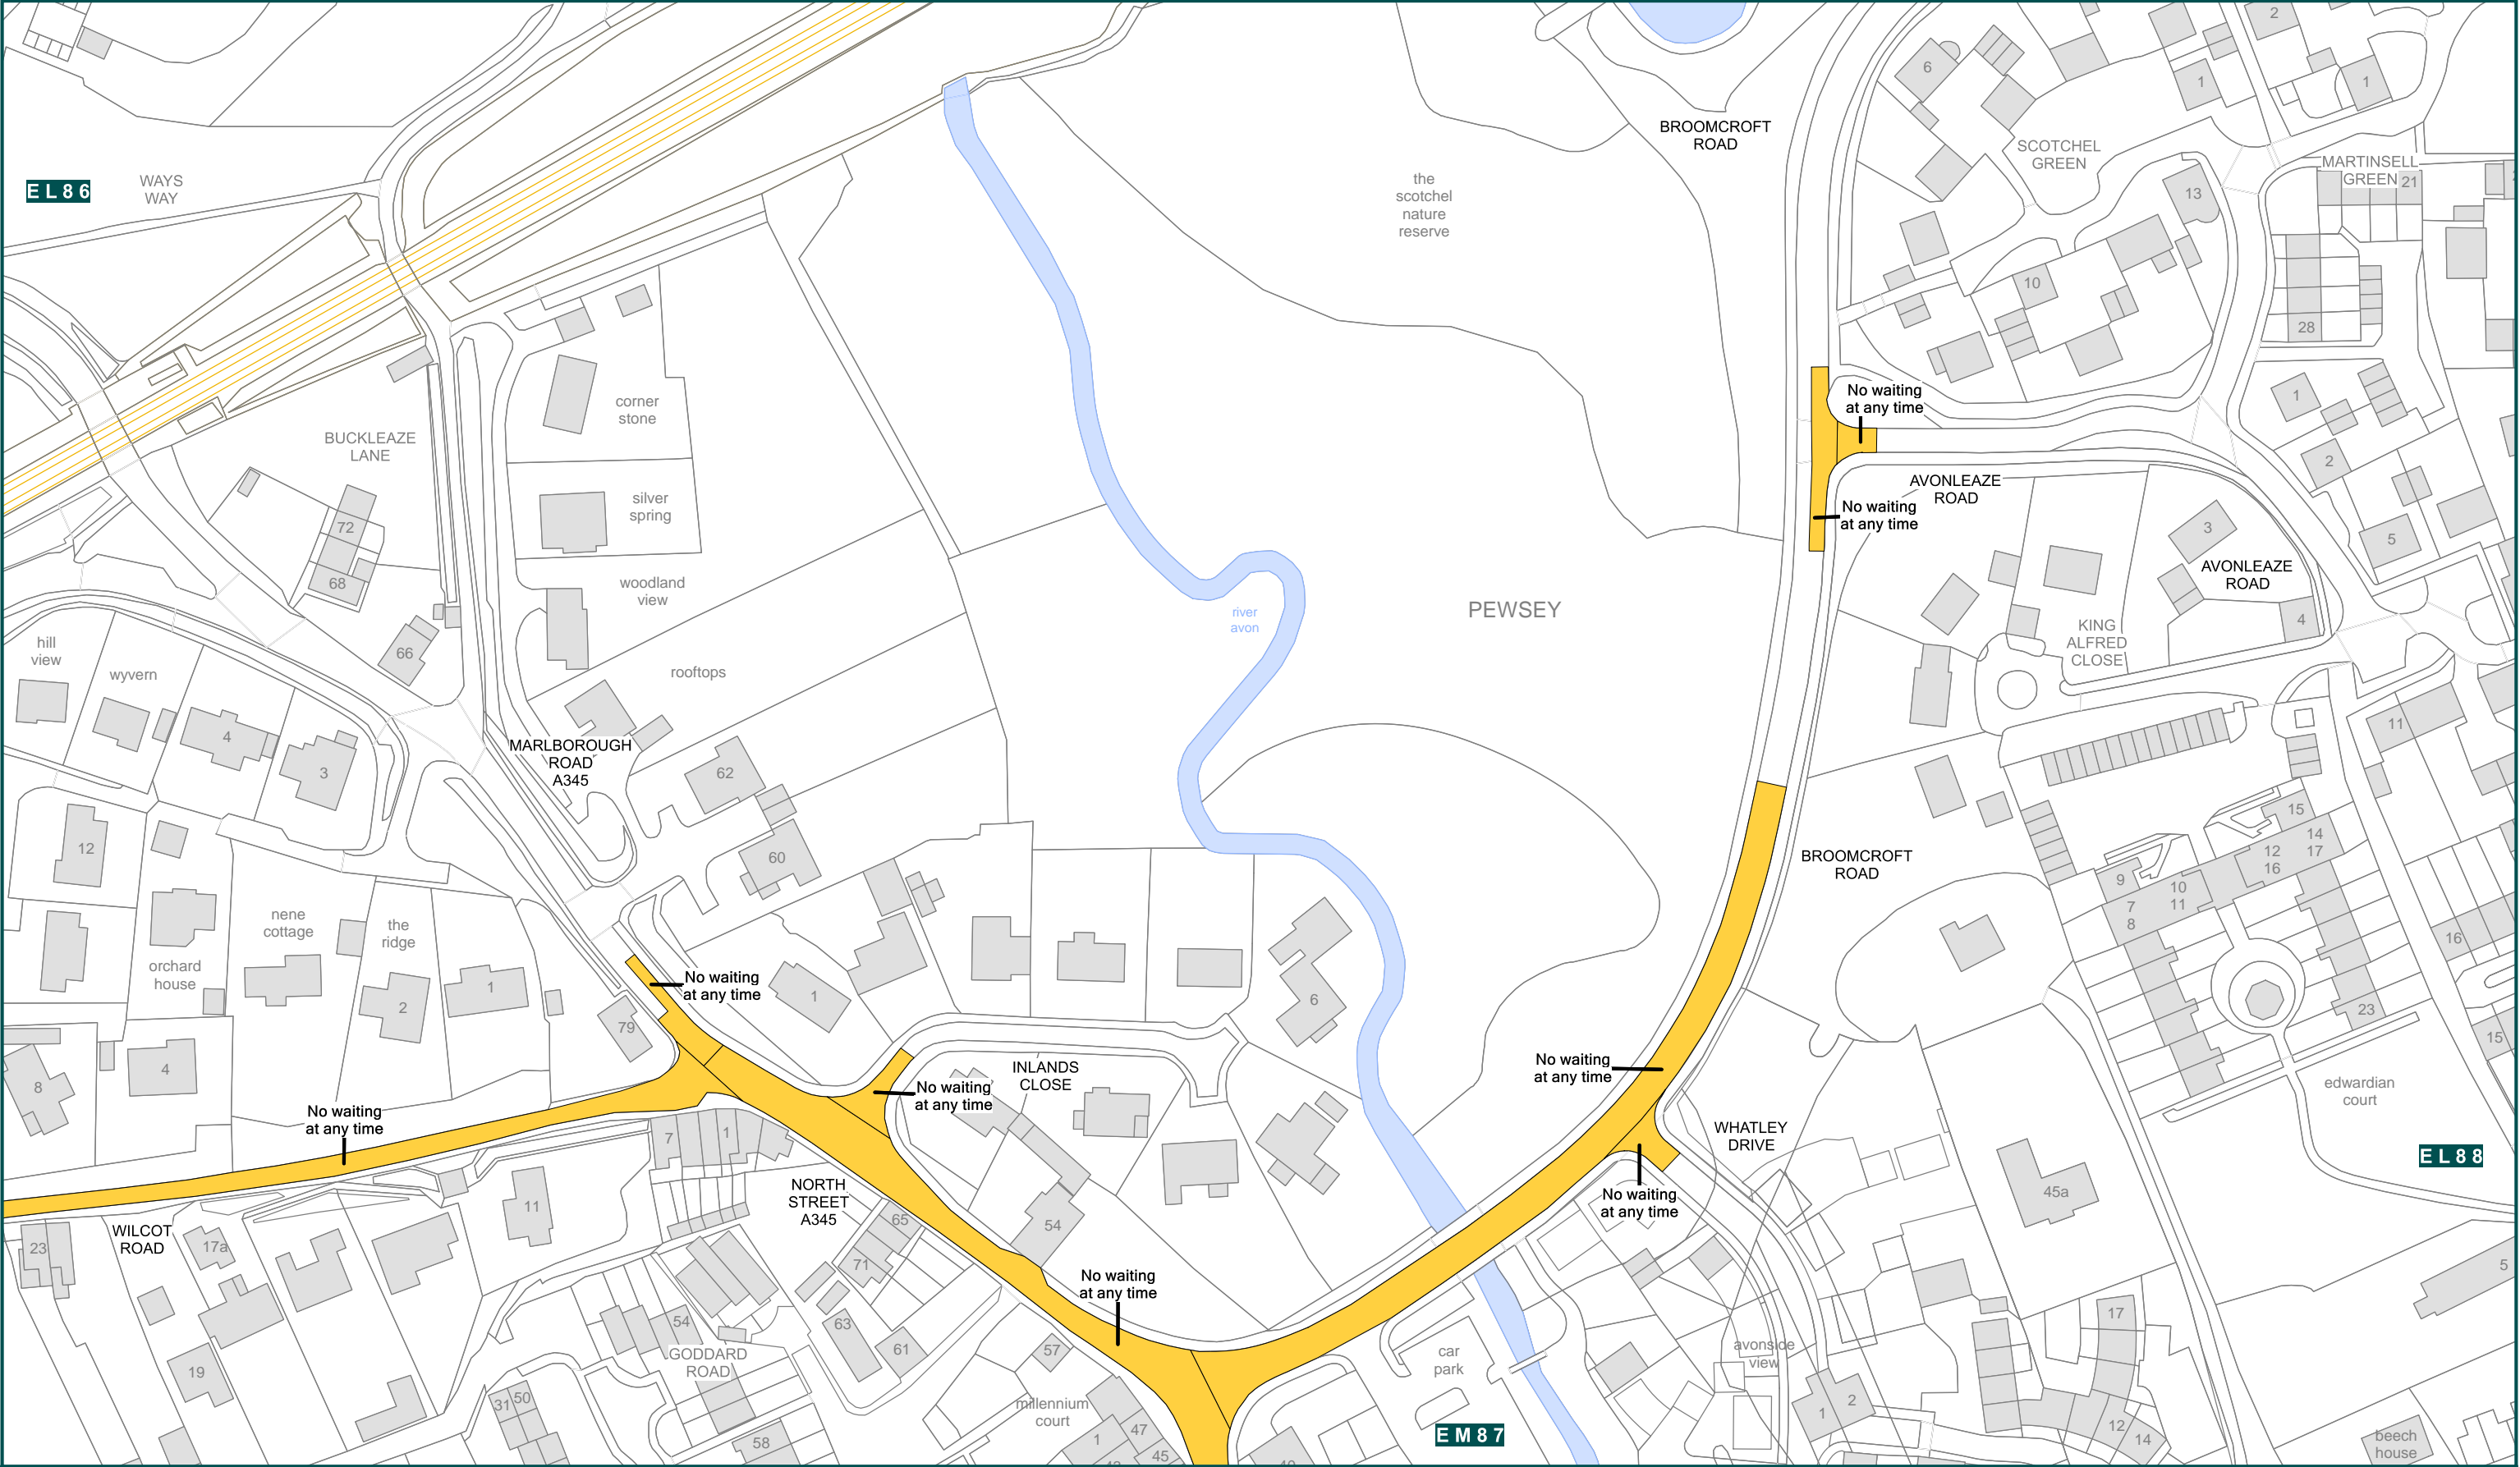 2
6
1
1
BROOMCROFT
ROAD
SCOTCHEL
GREEN
MARTINSELL
GREEN
21
EL86
WAYS
WAY
the
scotchel
nature
reserve
13
10
28
corner
stone
No waiting
at any time
1
BUCKLEAZE
LANE
2
silver
spring
AVONLEAZE
ROAD
No waiting
at any time
72
3
5
68
woodland
view
AVONLEAZE
ROAD
river
avon
PEWSEY
4
KING
ALFRED
CLOSE
hill
view
66
wyvern
rooftops
4
3
MARLBOROUGH
ROAD
A345
62
11
12
60
BROOMCROFT
ROAD
15
14
17
12
16
9
10
11
7
8
nene
cottage
the
ridge
orchard
house
16
1
2
No waiting
at any time
1
6
23
79
15
4
8
No waiting
at any time
INLANDS
CLOSE
No waiting
at any time
No waiting
at any time
edwardian
court
7
1
WHATLEY
DRIVE
EL88
NORTH
STREET
A345
11
45a
No waiting
at any time
WILCOT
ROAD
23
17a
65
54
71
5
No waiting
at any time
63
54
61
57
17
GODDARD
ROAD
car
park
avonside
view
19
31
50
millennium
court
1
2
47
1
45
58
EM87
12
14
beech
house